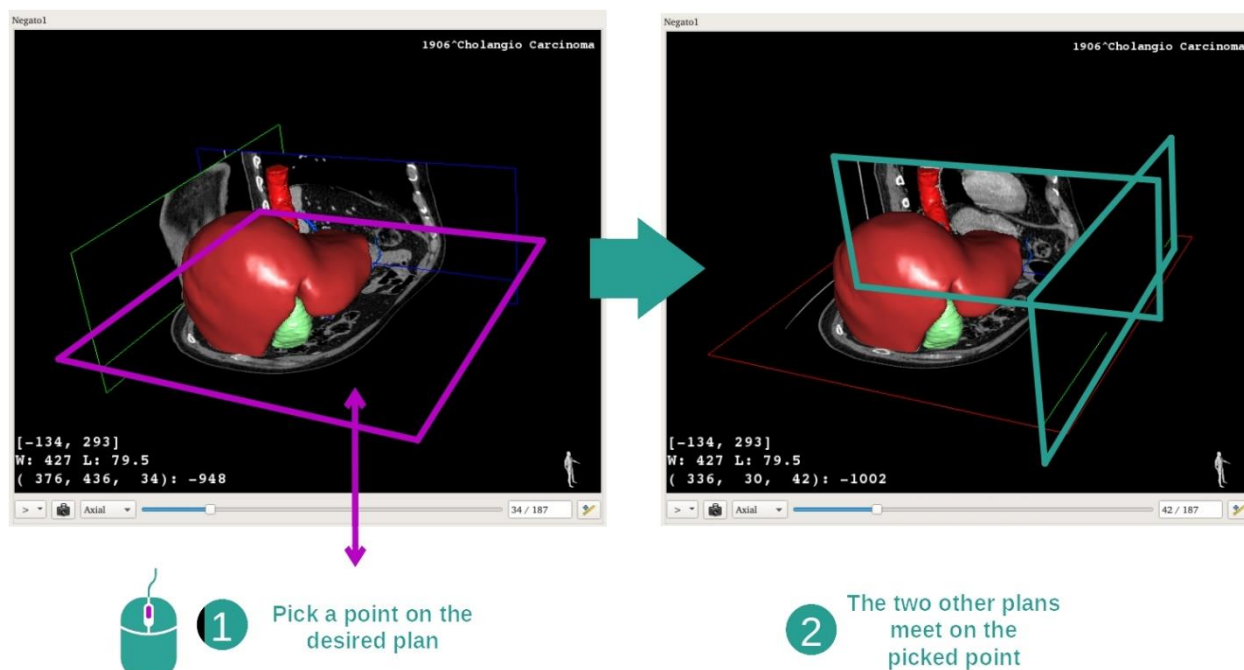 Negato1
1906^Cholangio Carcinoma
[-134, 293]
W: 427 L: 79.5
( 376, 436,  34): -948
> Axial 34 / 187
Negato1
1906^Cholangio Carcinoma
[-134, 293]
W: 427 L: 79.5
( 336,  30,  42): -1002
> Axial 42 / 187
1 Pick a point on the
desired plan
2 The two other plans
meet on the
picked point